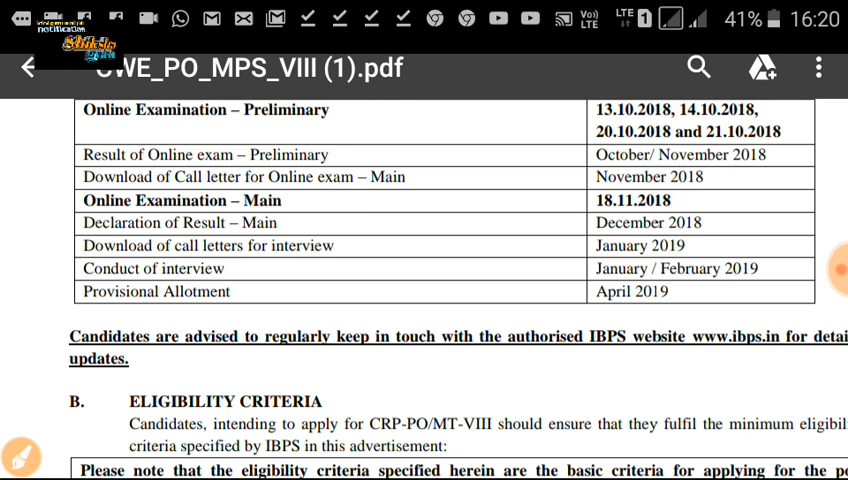 Vo))
LTE
LTE
1
41%
16:20
notification
CWE_PO_MPS_VIII (1).pdf
Online Examination – Preliminary 13.10.2018, 14.10.2018,
20.10.2018 and 21.10.2018
Result of Online exam – Preliminary October/ November 2018
Download of Call letter for Online exam – Main November 2018
Online Examination – Main 18.11.2018
Declaration of Result – Main December 2018
Download of call letters for interview January 2019
Conduct of interview January / February 2019
Provisional Allotment April 2019
Candidates are advised to regularly keep in touch with the authorised IBPS website www.ibps.in for detai
updates.
B. ELIGIBILITY CRITERIA
Candidates, intending to apply for CRP-PO/MT-VIII should ensure that they fulfil the minimum eligibil
criteria specified by IBPS in this advertisement:
Please note that the eligibility criteria specified herein are the basic criteria for applying for the po